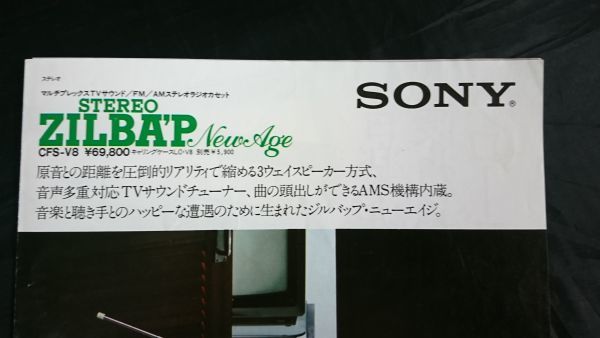 ステレオ
マルチプレックスTVサウンド/FM/AMステレオラジオカセット
STEREO
ZILBA'P New Age
SONY®
CFS-V8 ¥69,800 キャリングケースLC-V8 別売¥5,900
原音との距離を圧倒的リアリティで縮める3ウェイスピーカー方式、
音声多重対応TVサウンドチューナー、曲の頭出しができるAMS機構内蔵。
音楽と聴き手とのハッピーな遭遇のために生まれたジルバップ・ニューエイジ。